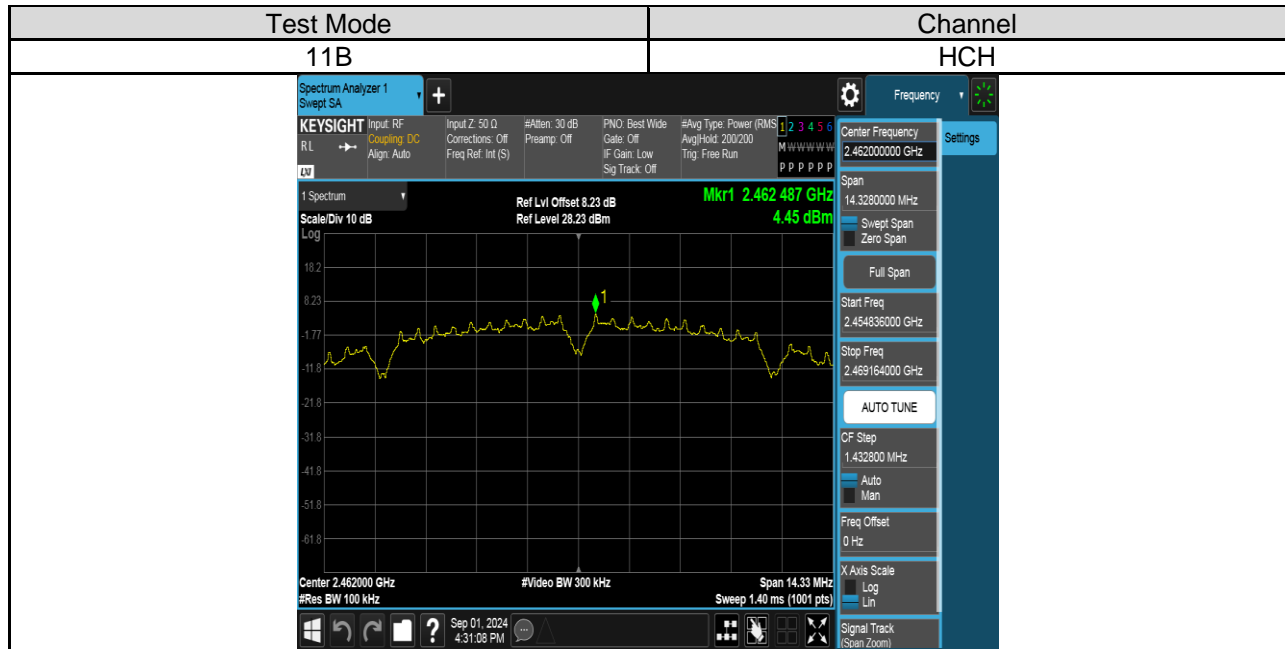 Test Mode Channel
11B HCH
Spectrum Analyzer 1
Swept SA
+
Frequency
KEYSIGHT
RL
LXI
Input: RF
Coupling: DC
Align: Auto
Input Z: 50 Ω
Corrections: Off
Freq Ref: Int (S)
#Atten: 30 dB
Preamp: Off
PNO: Best Wide
Gate: Off
IF Gain: Low
Sig Track: Off
#Avg Type: Power (RMS
Avg|Hold: 200/200
Trig: Free Run
1 2 3 4 5 6
M W W W W W
P P P P P P
1 Spectrum
Scale/Div 10 dB
Log
Ref Lvl Offset 8.23 dB
Ref Level 28.23 dBm
Mkr1 2.462 487 GHz
4.45 dBm
18.2
8.23
-1.77
-11.8
-21.8
-31.8
-41.8
-51.8
-61.8
1
Center 2.462000 GHz
#Res BW 100 kHz
#Video BW 300 kHz
Span 14.33 MHz
Sweep 1.40 ms (1001 pts)
Center Frequency
2.462000000 GHz
Settings
Span
14.3280000 MHz
Swept Span
Zero Span
Full Span
Start Freq
2.454836000 GHz
Stop Freq
2.469164000 GHz
AUTO TUNE
CF Step
1.432800 MHz
Auto
Man
Freq Offset
0 Hz
X Axis Scale
Log
Lin
Signal Track
(Span Zoom)
?
Sep 01, 2024
4:31:08 PM